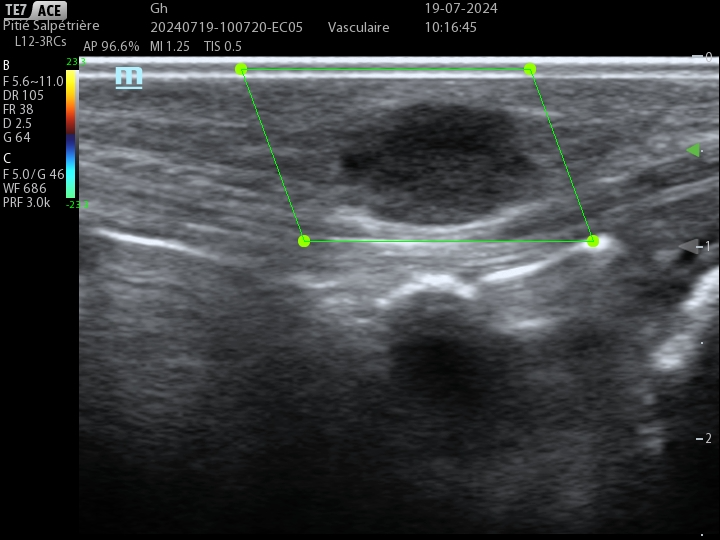 TE7 ACE Gh 19-07-2024
Pitié Salpêtrière 20240719-100720-EC05 Vasculaire 10:16:45
L12-3RCs AP 96.6% MI 1.25 TIS 0.5
B
F 5.6~11.0
DR 105
FR 38
D 2.5
G 64
C
F 5.0/G 46
WF 686
PRF 3.0k
m
0
1
2